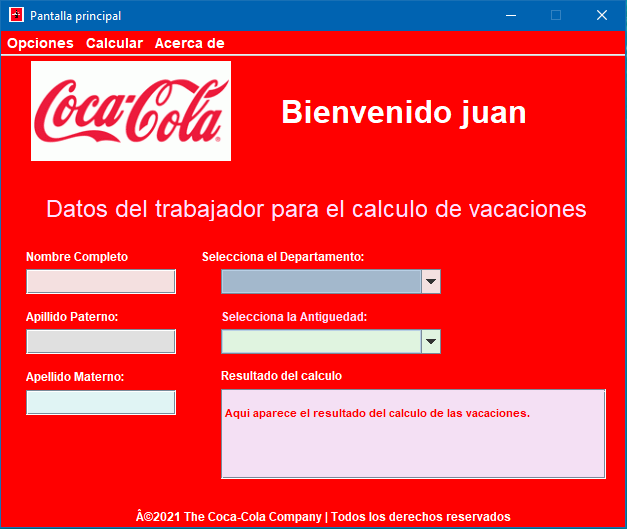 Pantalla principal
Opciones Calcular Acerca de
Coca-Cola
Bienvenido juan
Datos del trabajador para el calculo de vacaciones
Nombre Completo
Selecciona el Departamento:
Apillido Paterno:
Selecciona la Antiguedad:
Apellido Materno:
Resultado del calculo
Aqui aparece el resultado del calculo de las vacaciones.
Â©2021 The Coca-Cola Company | Todos los derechos reservados